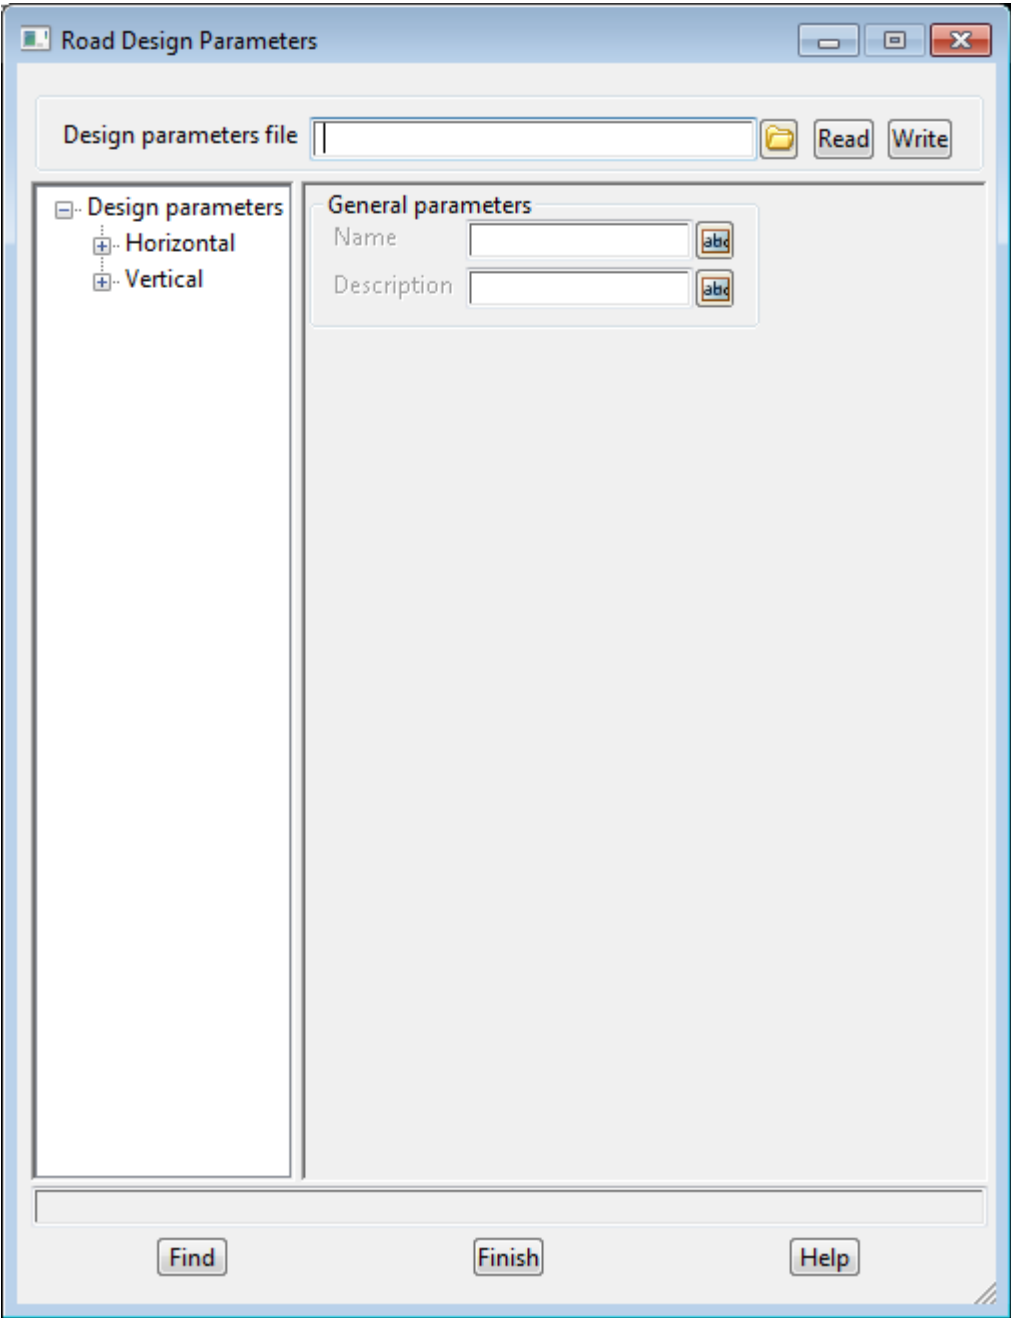 Road Design Parameters
Design parameters file
Read
Write
Design parameters
Horizontal
Vertical
General parameters
Name
abc
Description
abc
Find
Finish
Help